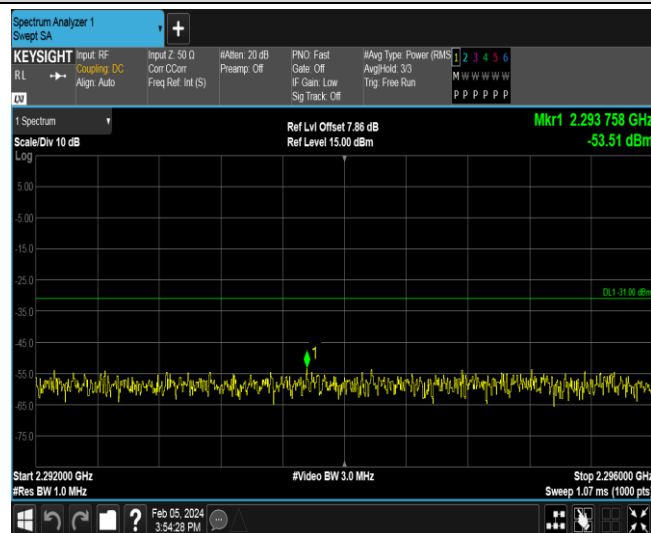 Spectrum Analyzer 1
Swept SA
+
KEYSIGHT
RL
Input: RF
Coupling: DC
Align: Auto
Input Z: 50 Ω
Corr CCorr
Freq Ref: Int (S)
#Atten: 20 dB
Preamp: Off
PNO: Fast
Gate: Off
IF Gain: Low
Sig Track: Off
#Avg Type: Power (RMS
Avg|Hold: 3/3
Trig: Free Run
1 2 3 4 5 6
M W W W W W
P P P P P P
LXI
1 Spectrum
Scale/Div 10 dB
Ref Lvl Offset 7.86 dB
Ref Level 15.00 dBm
Mkr1 2.293 758 GHz
-53.51 dBm
Log
5.00
-5.00
-15.0
-25.0
DL1 -31.00 dBm
-35.0
-45.0
1
-55.0
-65.0
-75.0
Start 2.292000 GHz
#Res BW 1.0 MHz
#Video BW 3.0 MHz
Stop 2.296000 GHz
Sweep 1.07 ms (1000 pts)
?
Feb 05, 2024
3:54:28 PM